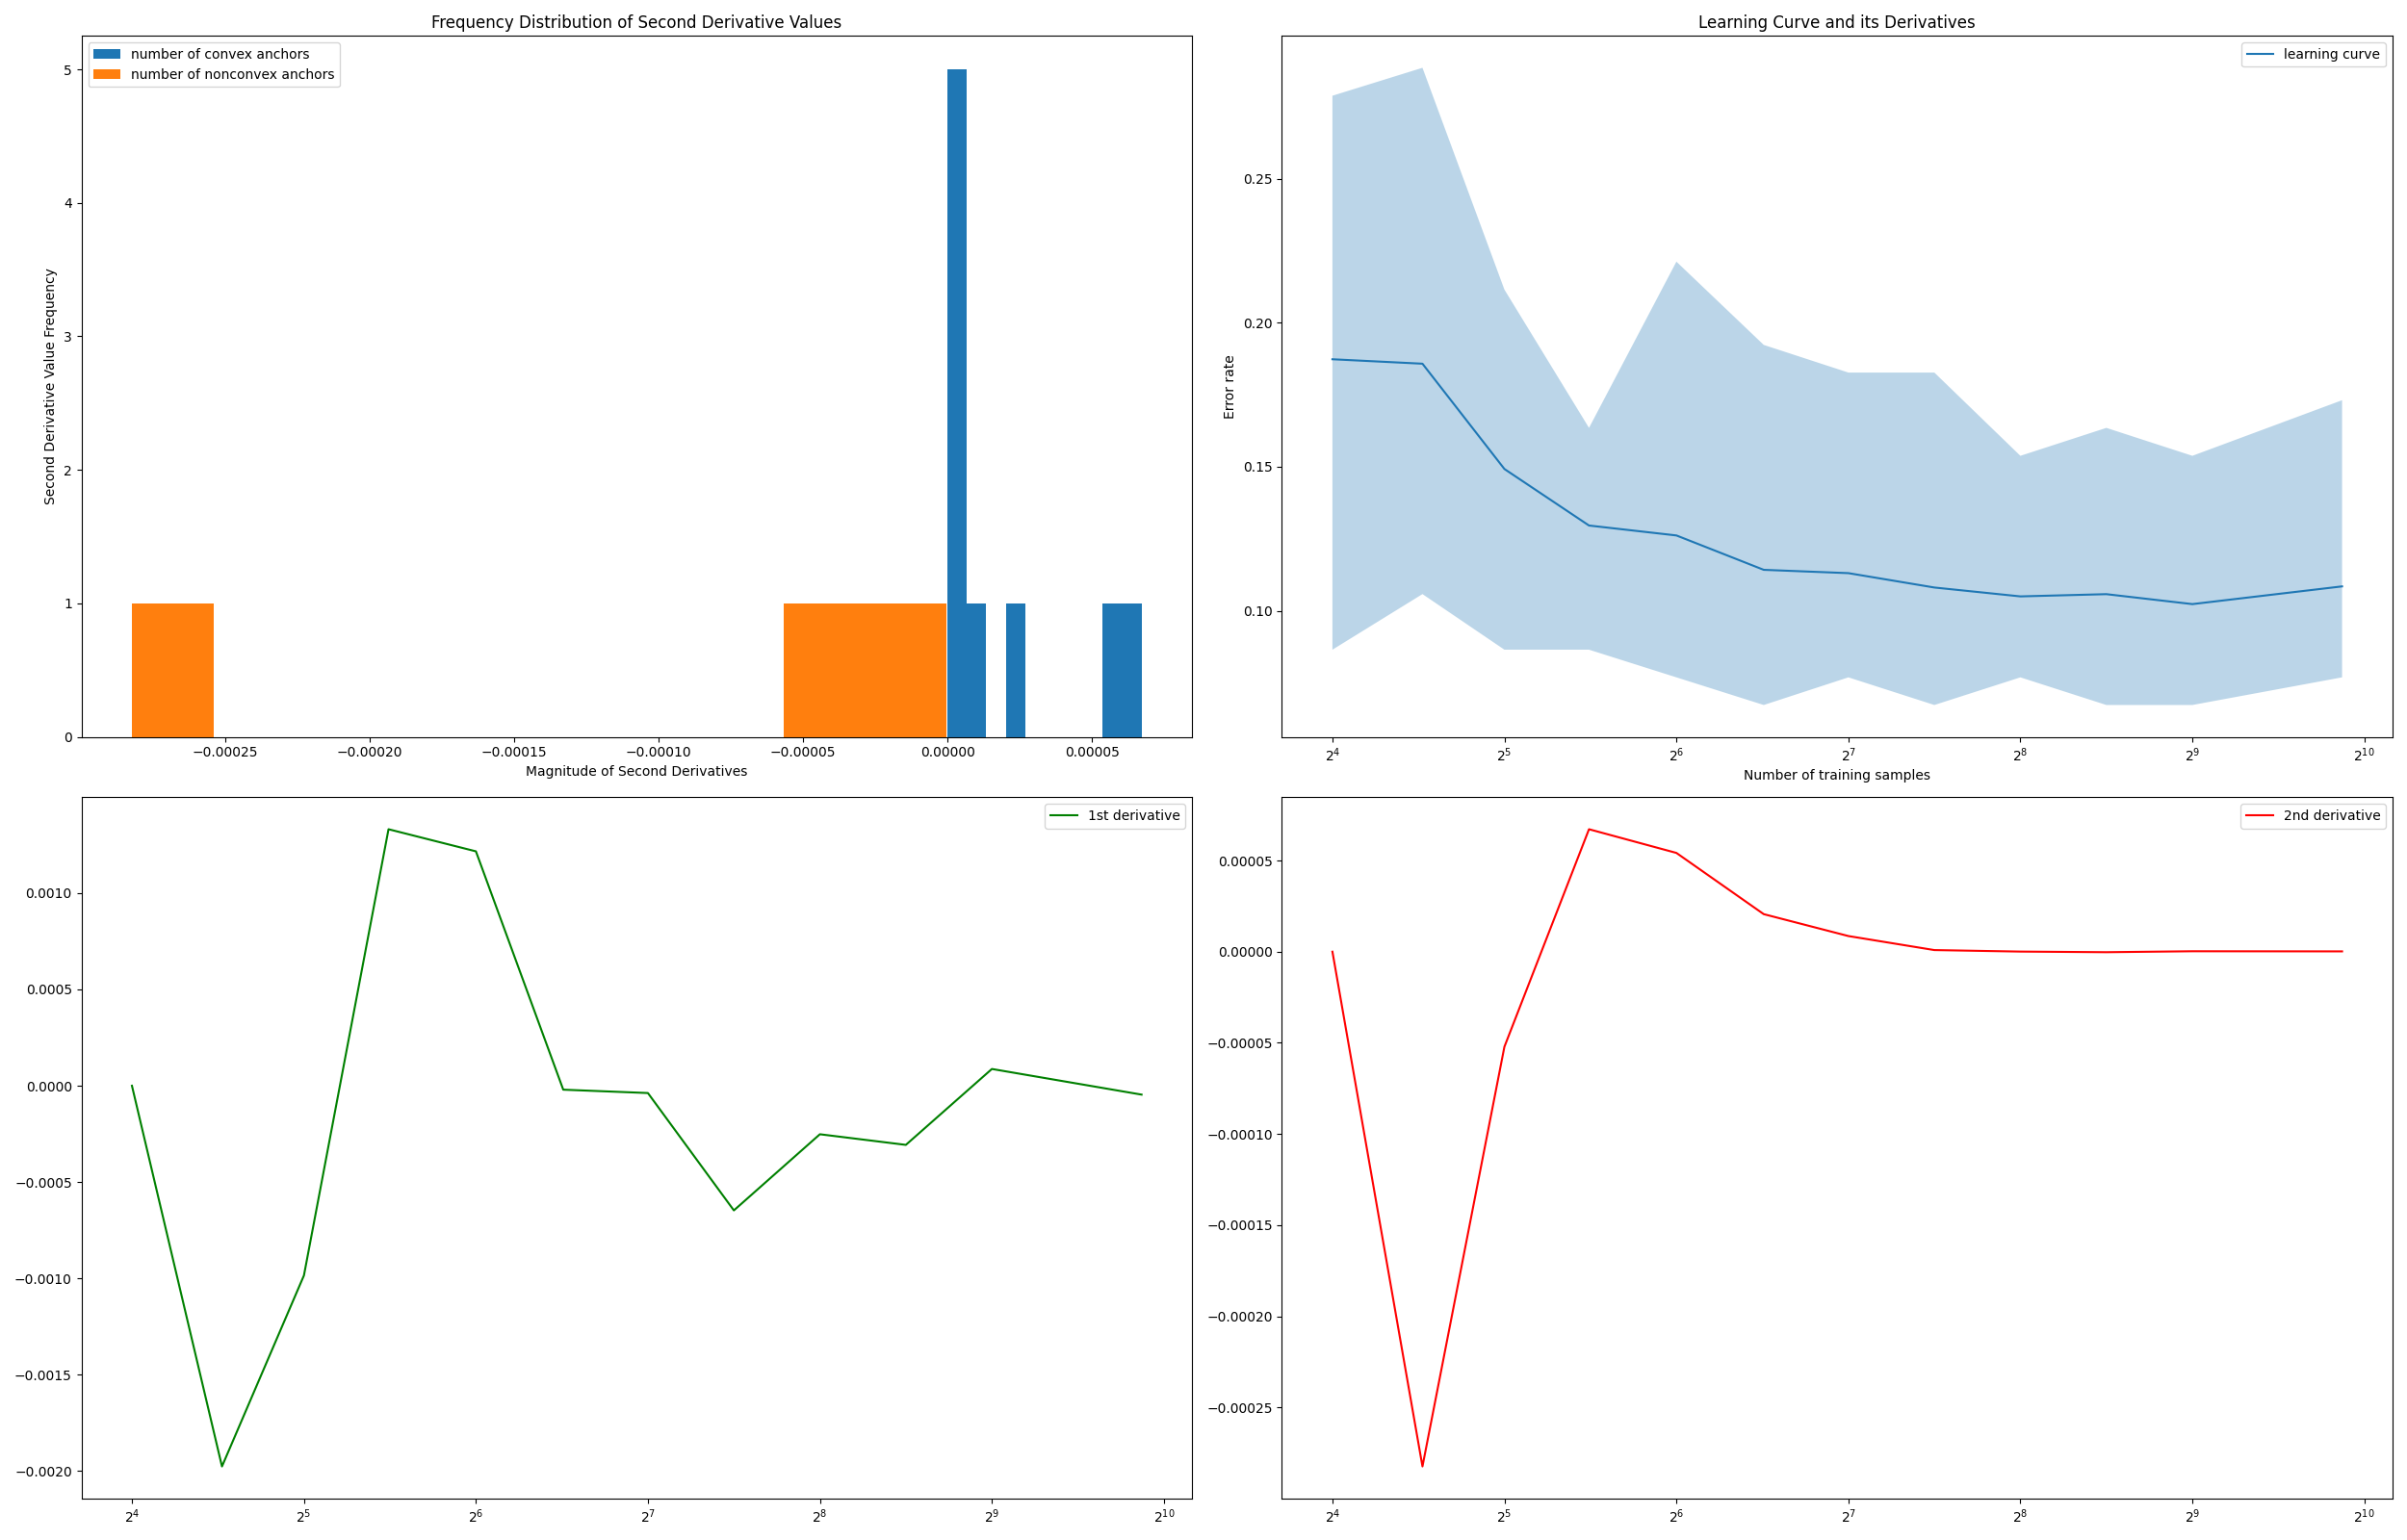 Frequency Distribution of Second Derivative Values
number of convex anchors
number of nonconvex anchors
Second Derivative Value Frequency
5
4
3
2
1
0
−0.00025 −0.00020 −0.00015 −0.00010 −0.00005 0.00000 0.00005
Magnitude of Second Derivatives
Learning Curve and its Derivatives
learning curve
Error rate
0.25
0.20
0.15
0.10
2^4 2^5 2^6 2^7 2^8 2^9 2^10
Number of training samples
1st derivative
0.0010
0.0005
0.0000
−0.0005
−0.0010
−0.0015
−0.0020
2^4 2^5 2^6 2^7 2^8 2^9 2^10
2nd derivative
0.00005
0.00000
−0.00005
−0.00010
−0.00015
−0.00020
−0.00025
2^4 2^5 2^6 2^7 2^8 2^9 2^10